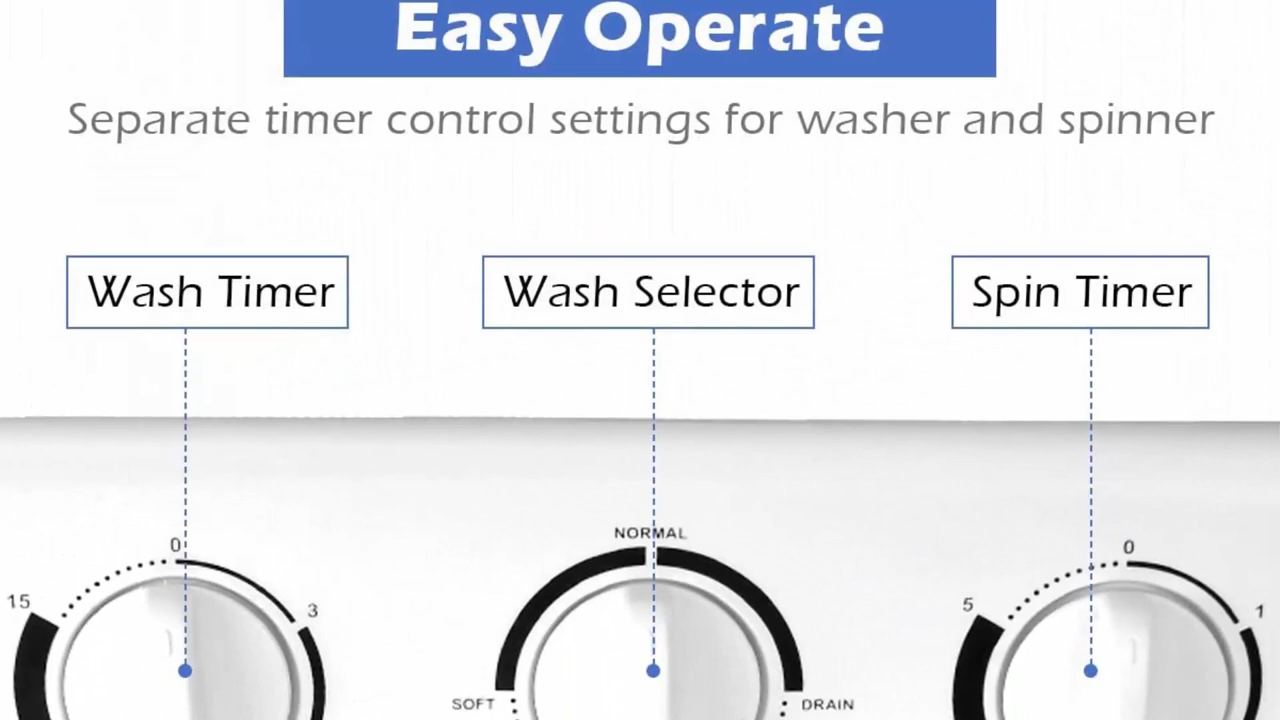 Easy Operate
Separate timer control settings for washer and spinner
Wash Timer
Wash Selector
Spin Timer
0
15
3
NORMAL
SOFT
DRAIN
0
5
1